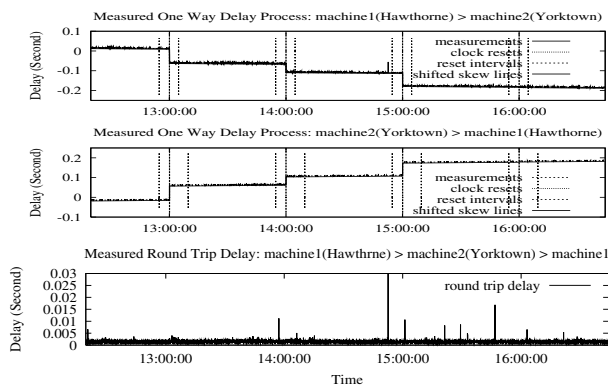 Measured One Way Delay Process: machine1(Hawthorne) > machine2(Yorktown)
0.1
0
-0.1
-0.2
Delay (Second)
measurements
clock resets
reset intervals
shifted skew lines
13:00:00 14:00:00 15:00:00 16:00:00
Measured One Way Delay Process: machine2(Yorktown) > machine1(Hawthorne)
0.2
0.1
0
-0.1
Delay (Second)
measurements
clock resets
reset intervals
shifted skew lines
13:00:00 14:00:00 15:00:00 16:00:00
Measured Round Trip Delay: machine1(Hawthrne) > machine2(Yorktown) > machine1
0.03
0.025
0.02
0.015
0.01
0.005
0
Delay (Second)
round trip delay
13:00:00 14:00:00 15:00:00 16:00:00
Time